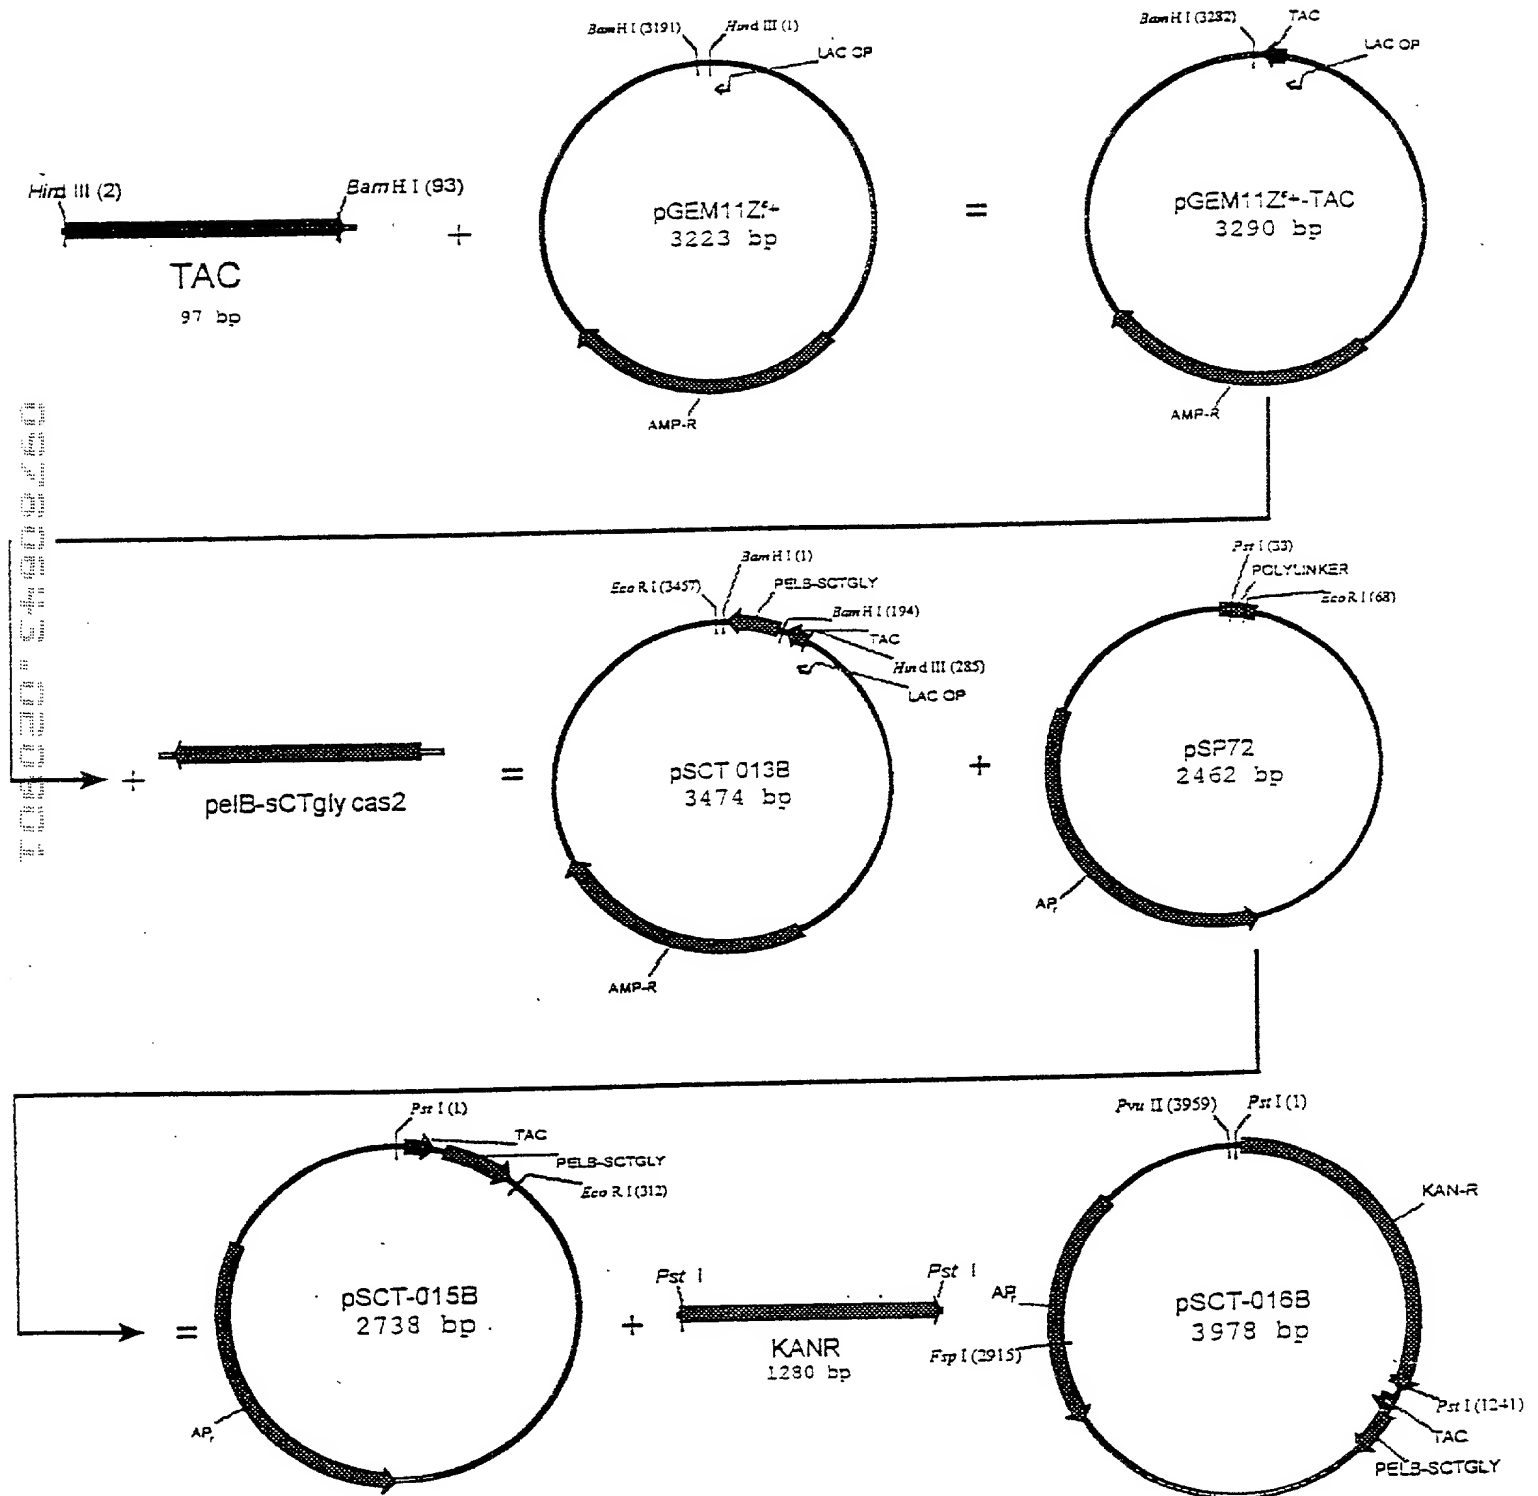 BamH I (3191)
Hind III (1)
LAC OP
BamH I (3282)
TAC
LAC OP
Hind III (2)
BamH I (93)
TAC
97 bp
+
pGEM11Zf+
3223 bp
=
pGEM11Zf+-TAC
3290 bp
AMP-R
AMP-R
EcoR I (3457)
BamH I (1)
PELB-SCTGLY
BamH I (194)
TAC
Hind III (285)
LAC OP
Pst I (33)
POLYLINKER
EcoR I (68)
+
pelB-sCTgly cas2
=
pSCT 013B
3474 bp
+
pSP72
2462 bp
AMP-R
APr
Pst I (1)
TAC
PELB-SCTGLY
Eco R I (312)
Pvu II (3959)
Pst I (1)
KAN-R
=
pSCT-015B
2738 bp
+
Pst I
Pst I
KANR
1280 bp
APr
APr
Fsp I (2915)
pSCT-016B
3978 bp
Pst I (1241)
TAC
PELB-SCTGLY